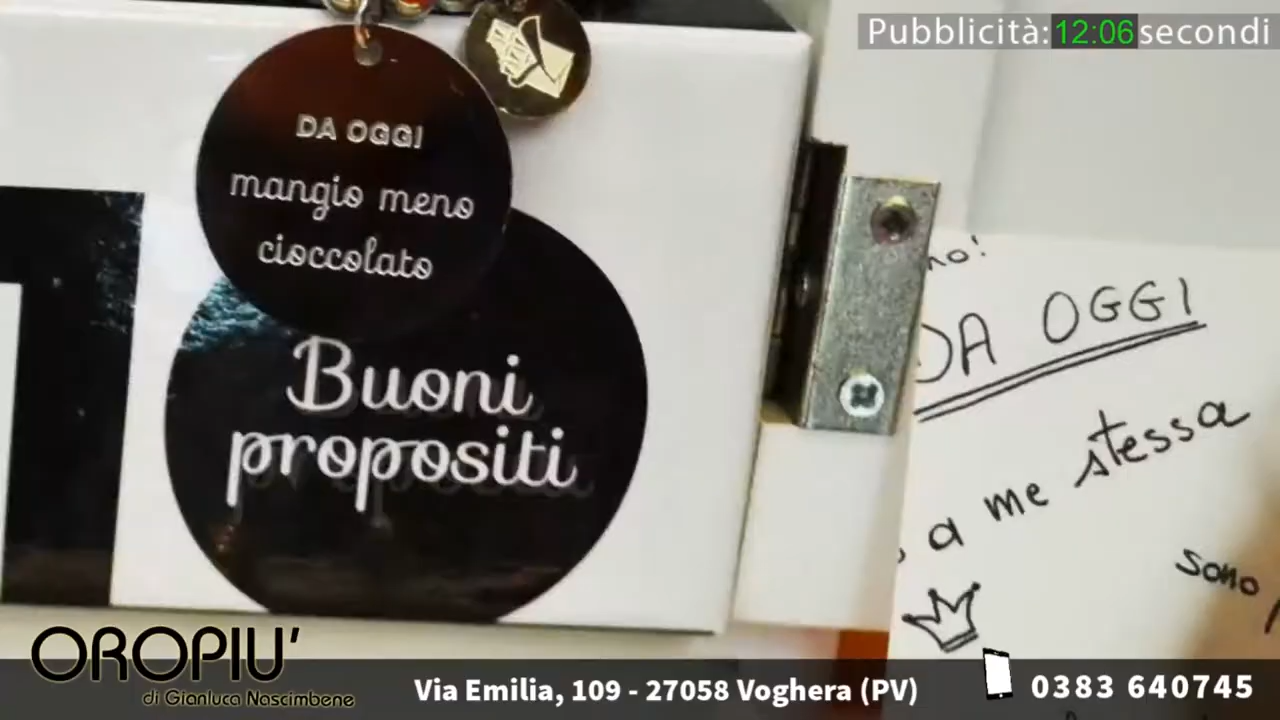 Pubblicità: 12:06 secondi
DA OGGI
mangio meno
cioccolato
Buoni
propositi
DA OGGI
a me stessa
sono
OROPIU'
di Gianluca Nascimbene
Via Emilia, 109 - 27058 Voghera (PV)
0383 640745